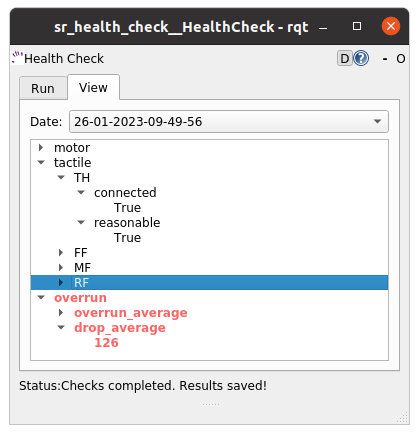 sr_health_check__HealthCheck - rqt
Health Check D ? - O
Run View
Date: 26-01-2023-09-49-56
motor
tactile
TH
connected
True
reasonable
True
FF
MF
RF
overrun
overrun_average
drop_average
126
Status:Checks completed. Results saved!